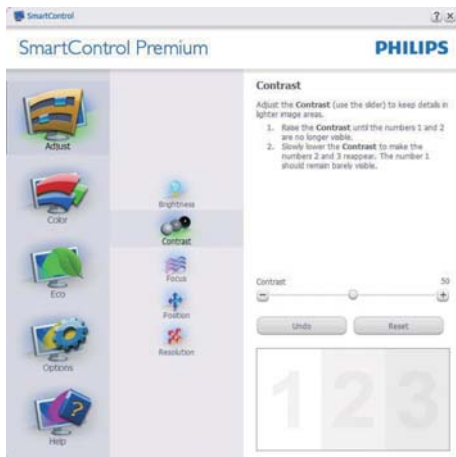 SmartControl
SmartControl Premium
PHILIPS
Adjust
Color
Eco
Options
Help
Brightness
Contrast
Focus
Position
Resolution
Contrast
Adjust the Contrast (use the slider) to keep details in
lighter image areas.
1. Raise the Contrast until the numbers 1 and 2
are no longer visible.
2. Slowly lower the Contrast to make the
numbers 2 and 3 reappear. The number 1
should remain barely visible.
Contrast 50
Undo Reset
1 2 3